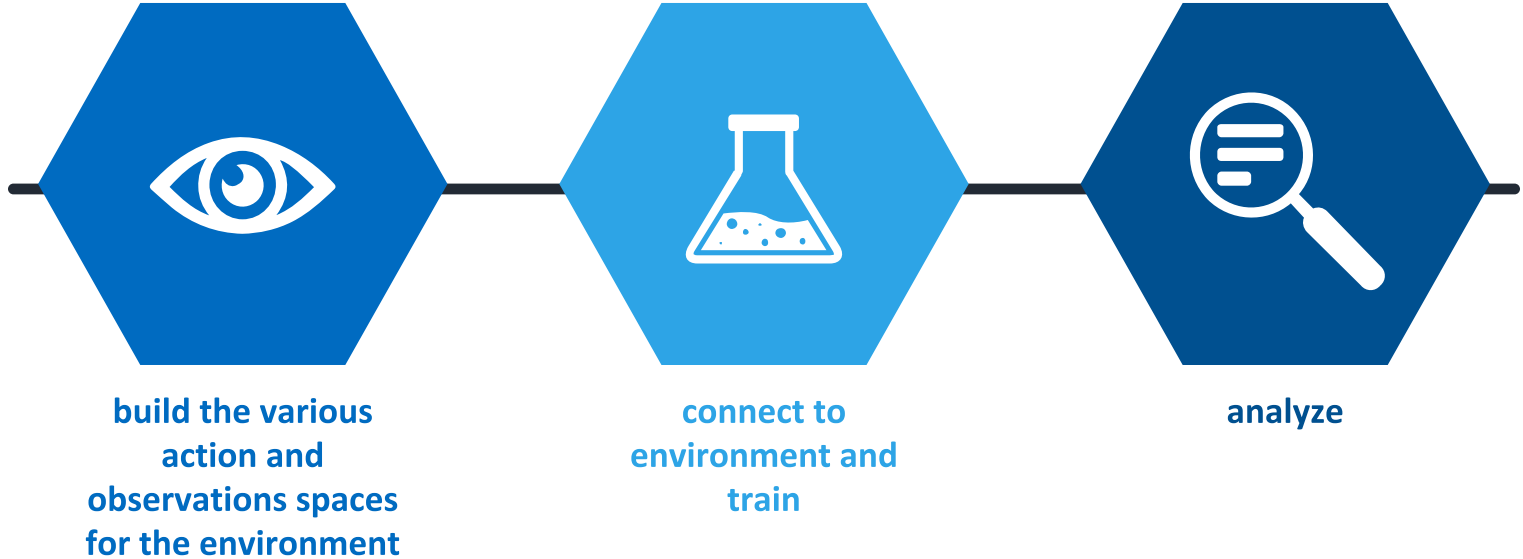 build the various
action and
observations spaces
for the environment
connect to
environment and
train
analyze